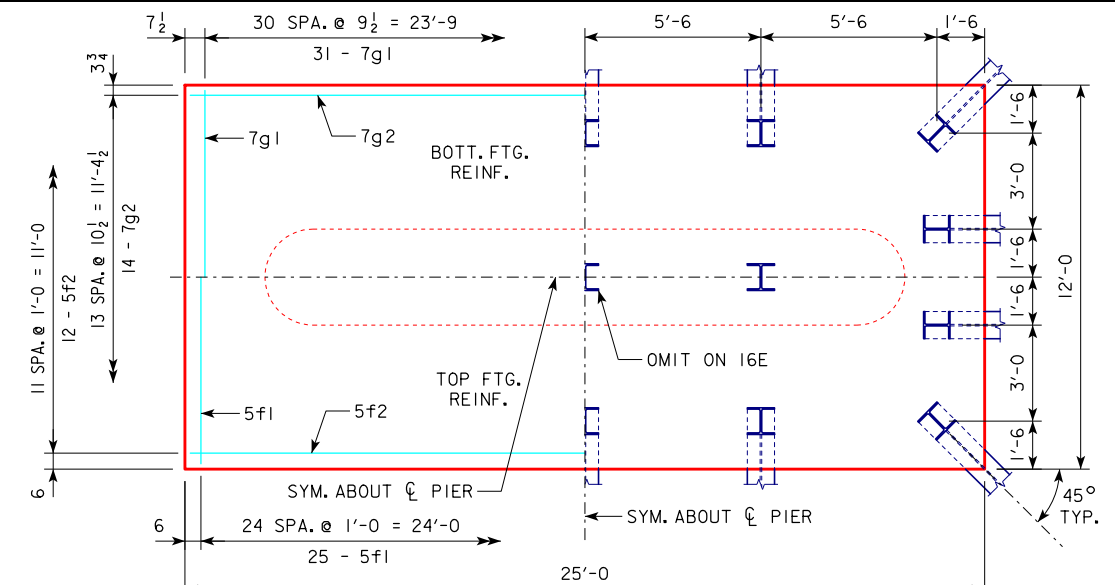 7½
30 SPA. @ 9½ = 23'-9
31 - 7g1
5'-6
5'-6
1'-6
3¾
13 SPA. @ 10½ = 11'-4½
14 - 7g2
11 SPA. @ 1'-0 = 11'-0
12 - 5f2
6
7g1
7g2
BOTT. FTG.
REINF.
1'-6
3'-0
1'-6
1'-6
3'-0
1'-6
12'-0
OMIT ON 16E
TOP FTG.
REINF.
5f1
5f2
SYM. ABOUT ℄ PIER
SYM. ABOUT ℄ PIER
45°
TYP.
6
24 SPA. @ 1'-0 = 24'-0
25 - 5f1
25'-0